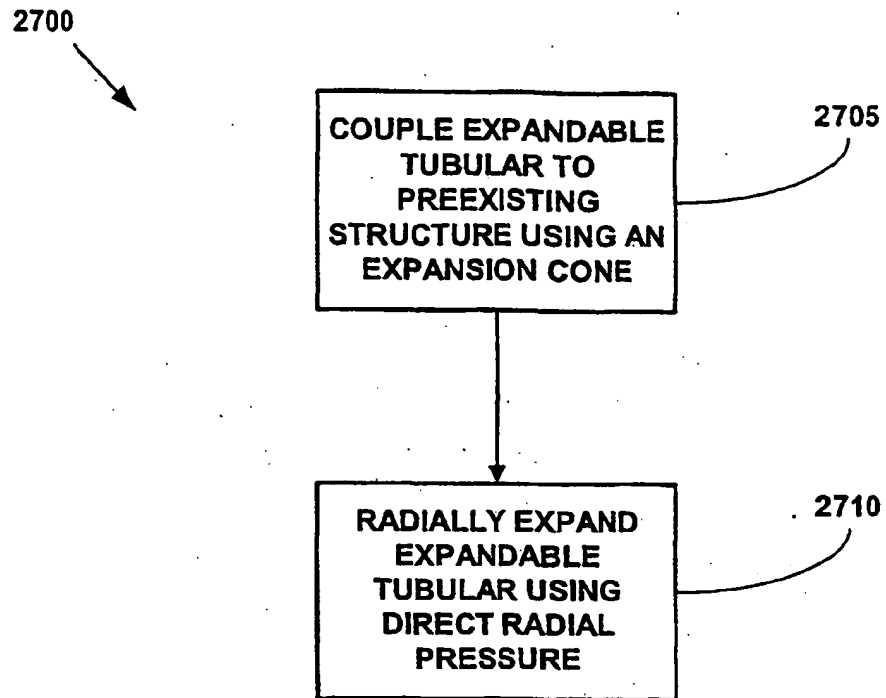 2700
COUPLE EXPANDABLE
TUBULAR TO
PREEXISTING
STRUCTURE USING AN
EXPANSION CONE
2705
RADIALLY EXPAND
EXPANDABLE
TUBULAR USING
DIRECT RADIAL
PRESSURE
2710